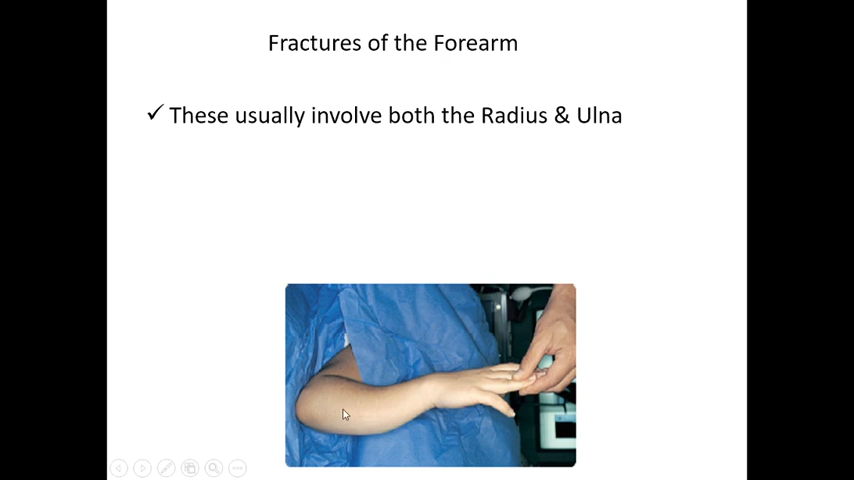 Fractures of the Forearm
✓ These usually involve both the Radius & Ulna